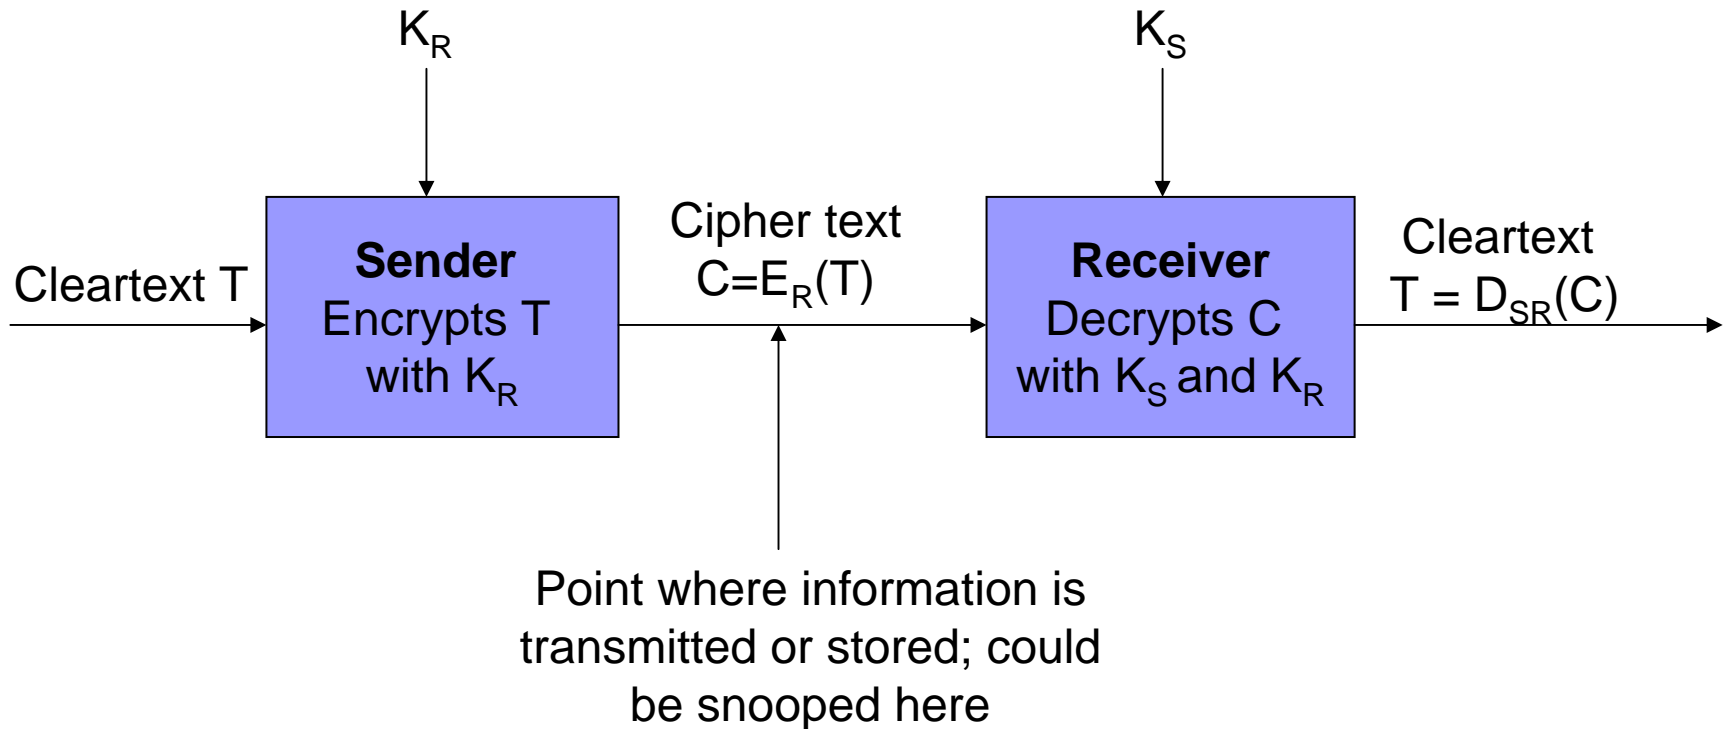 K_R
K_S
Cleartext T
Sender
Encrypts T
with K_R
Cipher text
C=E_R(T)
Receiver
Decrypts C
with K_S and K_R
Cleartext
T = D_SR(C)
Point where information is
transmitted or stored; could
be snooped here